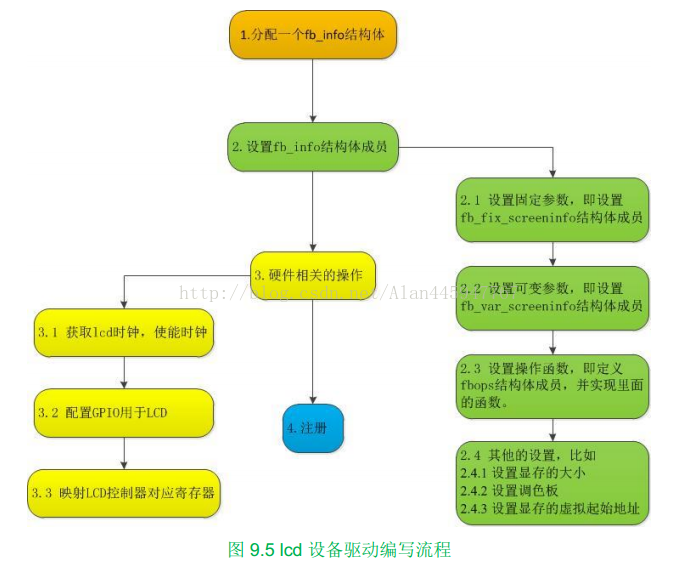 1.分配一个fb_info结构体
2.设置fb_info结构体成员
2.1 设置固定参数，即设置
fb_fix_screeninfo结构体成员
3.硬件相关的操作
2.2 设置可变参数，即设置
fb_var_screeninfo结构体成员
3.1 获取lcd时钟，使能时钟
2.3 设置操作函数，即定义
fbops结构体成员，并实现里面
的函数。
3.2 配置GPIO用于LCD
4.注册
2.4 其他的设置，比如
2.4.1 设置显存的大小
2.4.2 设置调色板
2.4.3 设置显存的虚拟起始地址
3.3 映射LCD控制器对应寄存器
图 9.5 lcd 设备驱动编写流程